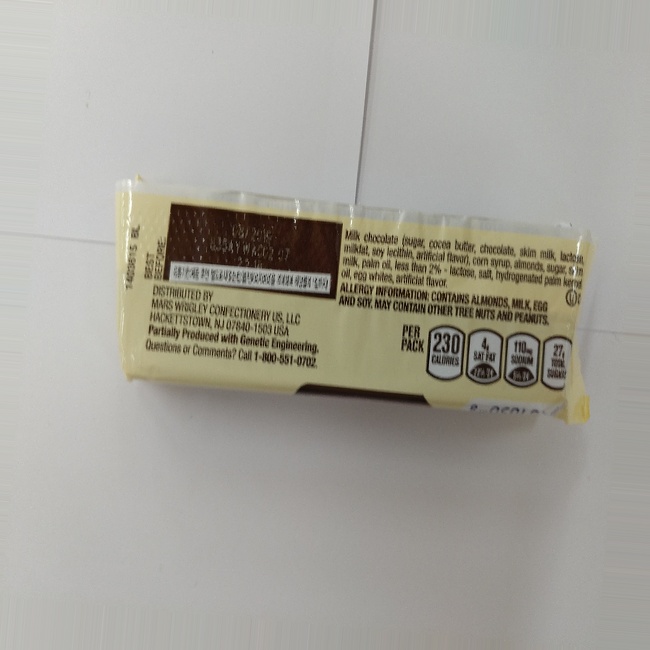 1400615 BL
BEST
BEFORE:
Milk chocolate (sugar, cocoa butter, chocolate, skim milk, lactose,
milkfat, soy lecithin, artificial flavor), corn syrup, almonds, sugar,
milk, palm oil, less than 2% - lactose, salt, hydrogenated palm kernel
oil, egg whites, artificial flavor.
ALLERGY INFORMATION: CONTAINS ALMONDS, MILK, EGG
AND SOY. MAY CONTAIN OTHER TREE NUTS AND PEANUTS.
DISTRIBUTED BY
MARS WRIGLEY CONFECTIONERY US, LLC
HACKETTSTOWN, NJ 07840-1503 USA
Partially Produced with Genetic Engineering.
Questions or Comments? Call 1-800-551-0702.
PER
PACK
230
CALORIES
4g
SAT FAT
110mg
SODIUM
27g
TOTAL
SUGARS